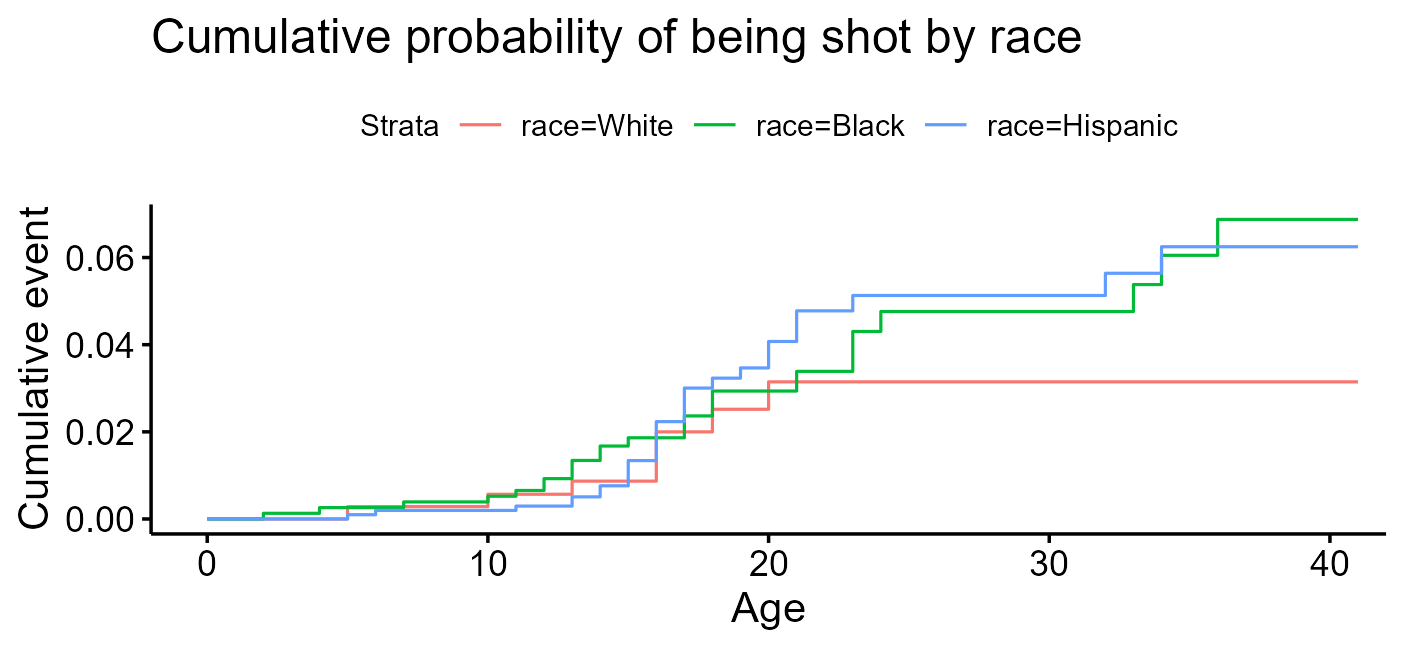 Cumulative probability of being shot by race
Strata race=White race=Black race=Hispanic
Cumulative event
0.06
0.04
0.02
0.00
0 10 20 30 40
Age